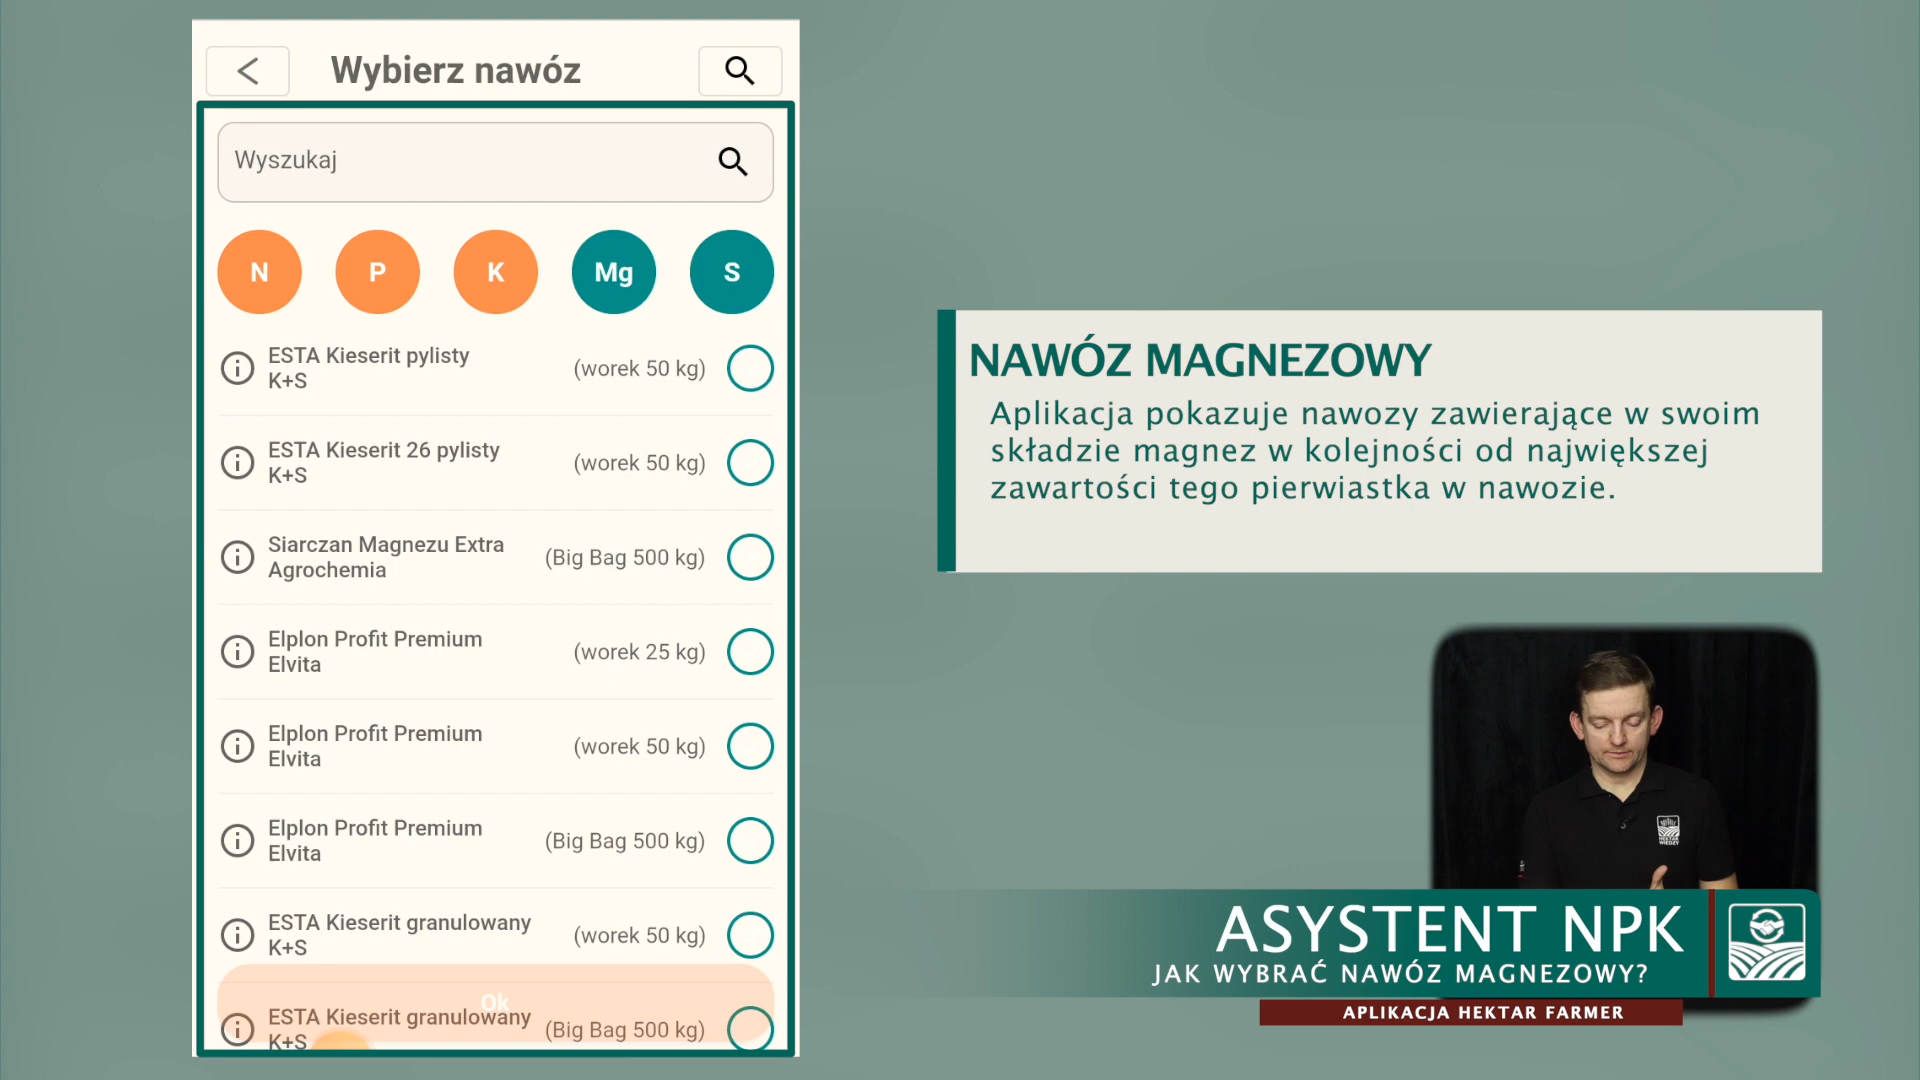 Wybierz nawóz
Wyszukaj
N P K Mg S
ESTA Kieserit pylisty
K+S
(worek 50 kg)
ESTA Kieserit 26 pylisty
K+S
(worek 50 kg)
Siarczan Magnezu Extra
Agrochemia
(Big Bag 500 kg)
Elplon Profit Premium
Elvita
(worek 25 kg)
Elplon Profit Premium
Elvita
(worek 50 kg)
Elplon Profit Premium
Elvita
(Big Bag 500 kg)
ESTA Kieserit granulowany
K+S
(worek 50 kg)
Ok
ESTA Kieserit granulowany
K+S
(Big Bag 500 kg)
NAWÓZ MAGNEZOWY
Aplikacja pokazuje nawozy zawierające w swoim
składzie magnez w kolejności od największej
zawartości tego pierwiastka w nawozie.
HEKTAR
WIEDZY
ASYSTENT NPK
JAK WYBRAĆ NAWÓZ MAGNEZOWY?
APLIKACJA HEKTAR FARMER